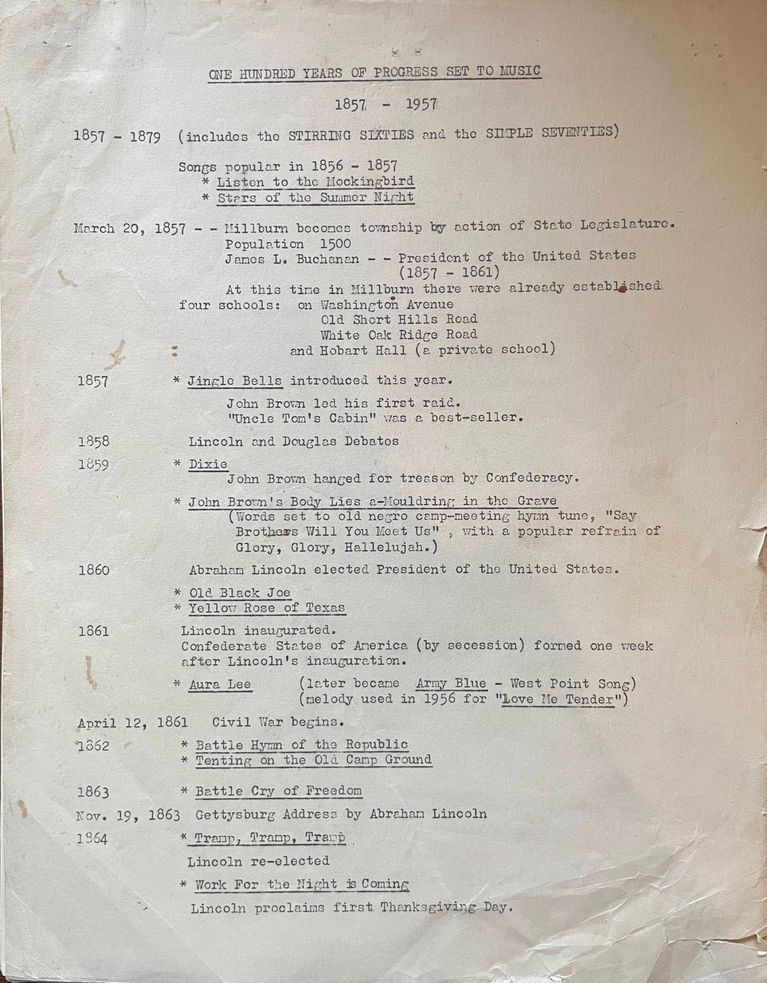 ONE HUNDRED YEARS OF PROGRESS SET TO MUSIC
1857 - 1957
1857 - 1879 (includes the STIRRING SIXTIES and the SIMPLE SEVENTIES)
Songs popular in 1856 - 1857
* Listen to the Mockingbird
* Stars of the Summer Night
March 20, 1857 - - Millburn becomes township by action of State Legislature.
Population 1500
James L. Buchanan - - President of the United States
(1857 - 1861)
At this time in Millburn there were already established
four schools: on Washington Avenue
Old Short Hills Road
White Oak Ridge Road
and Hobart Hall (a private school)
1857 * Jingle Bells introduced this year.
John Brown led his first raid.
"Uncle Tom's Cabin" was a best-seller.
1858 Lincoln and Douglas Debates
1859 * Dixie
John Brown hanged for treason by Confederacy.
* John Brown's Body Lies a-Mouldring in the Grave
(Words set to old negro camp-meeting hymn tune, "Say
Brothers Will You Meet Us" , with a popular refrain of
Glory, Glory, Hallelujah.)
1860 Abraham Lincoln elected President of the United States.
* Old Black Joe
* Yellow Rose of Texas
1861 Lincoln inaugurated.
Confederate States of America (by secession) formed one week
after Lincoln's inauguration.
* Aura Lee (later became Army Blue - West Point Song)
(melody used in 1956 for "Love Me Tender")
April 12, 1861 Civil War begins.
1862 * Battle Hymn of the Republic
* Tenting on the Old Camp Ground
1863 * Battle Cry of Freedom
Nov. 19, 1863 Gettysburg Address by Abraham Lincoln
1864 * Tramp, Tramp, Tramp
Lincoln re-elected
* Work For the Night is Coming
Lincoln proclaims first Thanksgiving Day.